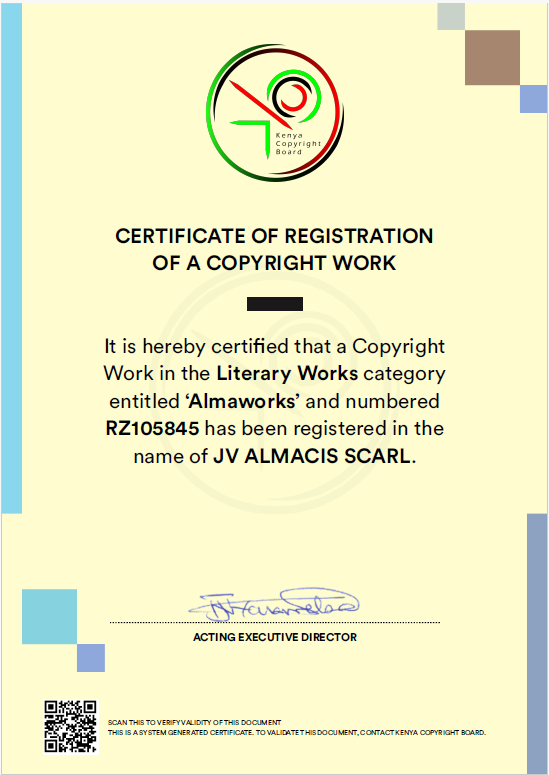 Kenya
Copyright
Board
CERTIFICATE OF REGISTRATION
OF A COPYRIGHT WORK
It is hereby certified that a Copyright
Work in the Literary Works category
entitled ‘Almaworks’ and numbered
RZ105845 has been registered in the
name of JV ALMACIS SCARL.
ACTING EXECUTIVE DIRECTOR
SCAN THIS TO VERIFY VALIDITY OF THIS DOCUMENT
THIS IS A SYSTEM GENERATED CERTIFICATE. TO VALIDATE THIS DOCUMENT, CONTACT KENYA COPYRIGHT BOARD.